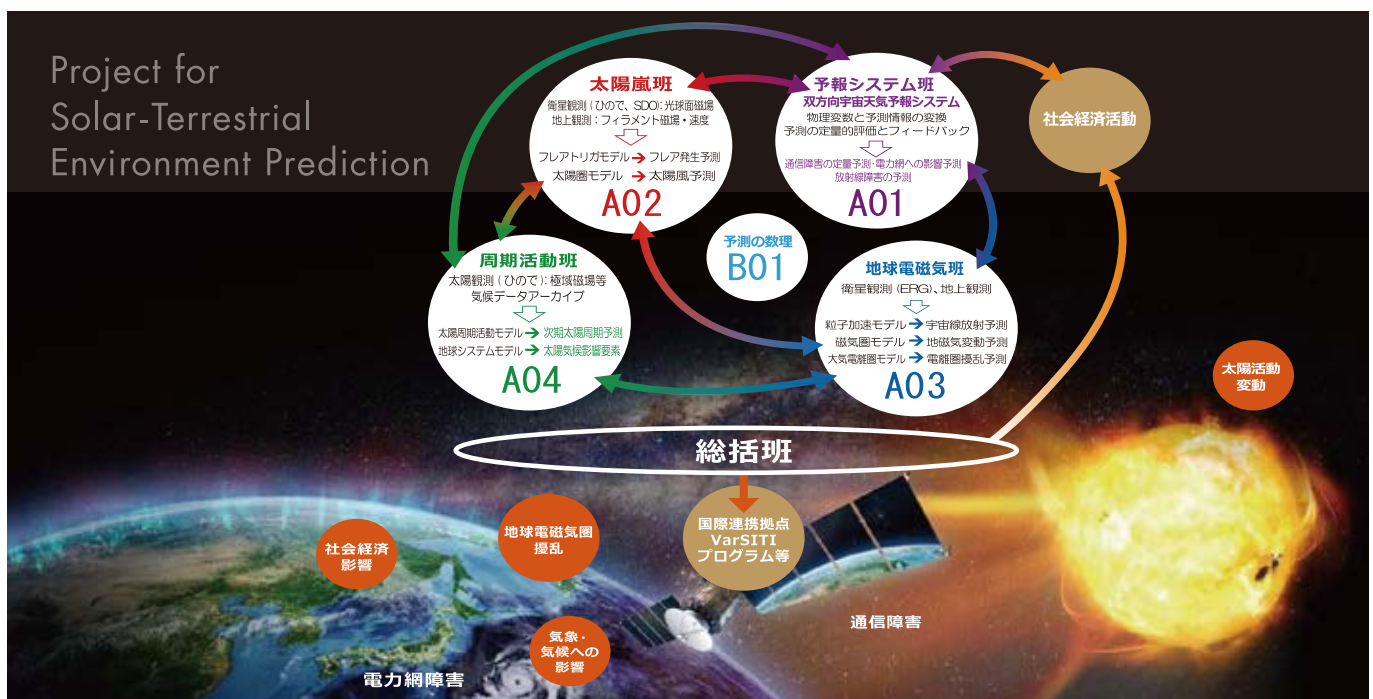 Project for
Solar-Terrestrial
Environment Prediction
太陽嵐班
衛星観測(ひので、SDO):光球面磁場
地上観測:フィラメント磁場・速度
フレアトリガモデル→フレア発生予測
太陽圏モデル→太陽風予測
A02
予報システム班
双方向宇宙天気予報システム
物理変数と予測情報の変換
予測の定量的評価とフィードバック
通信障害の定量予測・電力網への影響予測
放射線障害の予測
A01
社会経済活動
予測の数理
B01
周期活動班
太陽観測(ひので):極域磁場等
気候データアーカイブ
太陽周期活動モデル→次期太陽周期予測
地球システムモデル→太陽気候影響要素
A04
地球電磁気班
衛星観測(ERG)、地上観測
粒子加速モデル→宇宙線放射予測
磁気圏モデル→地磁気変動予測
大気電離圏モデル→電離圏擾乱予測
A03
太陽活動
変動
総括班
国際連携拠点
VarSITI
プログラム等
地球電磁気圏
擾乱
社会経済
影響
気象・
気候への
影響
通信障害
電力網障害